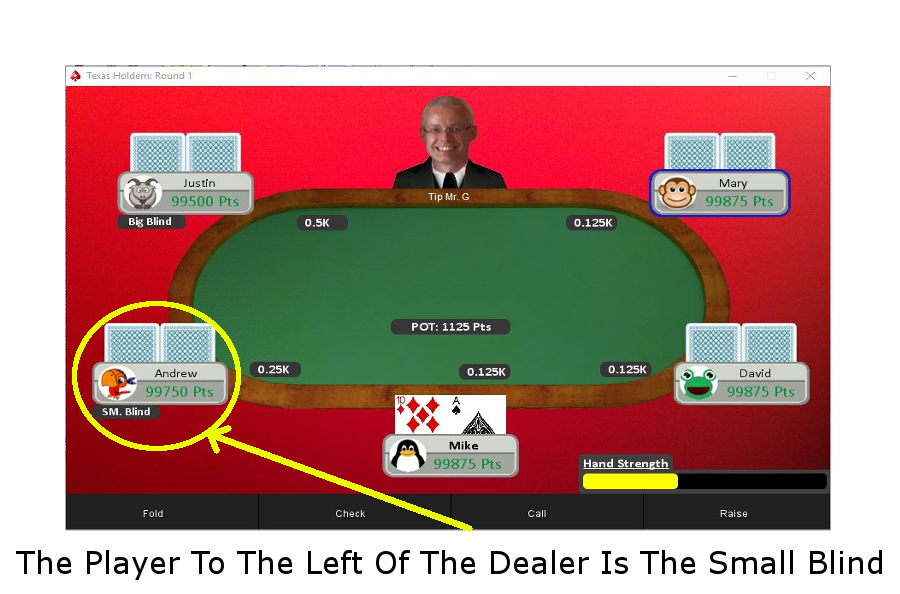 Texas Holdem: Round 1
Justin
99500 Pts
Big Blind
Mary
99875 Pts
Tip Mr. G
0.5K
0.125K
POT: 1125 Pts
0.25K
0.125K
0.125K
Andrew
99750 Pts
SM. Blind
David
99875 Pts
10
A
Mike
99875 Pts
Hand Strength
Fold
Check
Call
Raise
The Player To The Left Of The Dealer Is The Small Blind